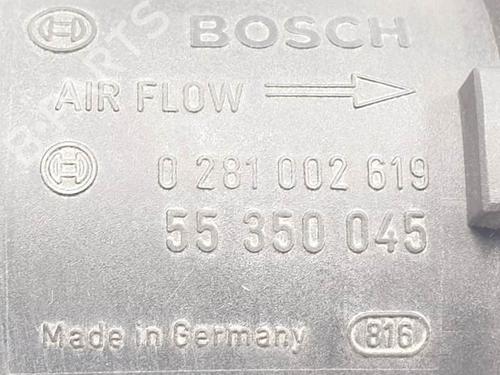 BOSCH
AIR FLOW
0 281 002 619
55 350 045
Made in Germany 816